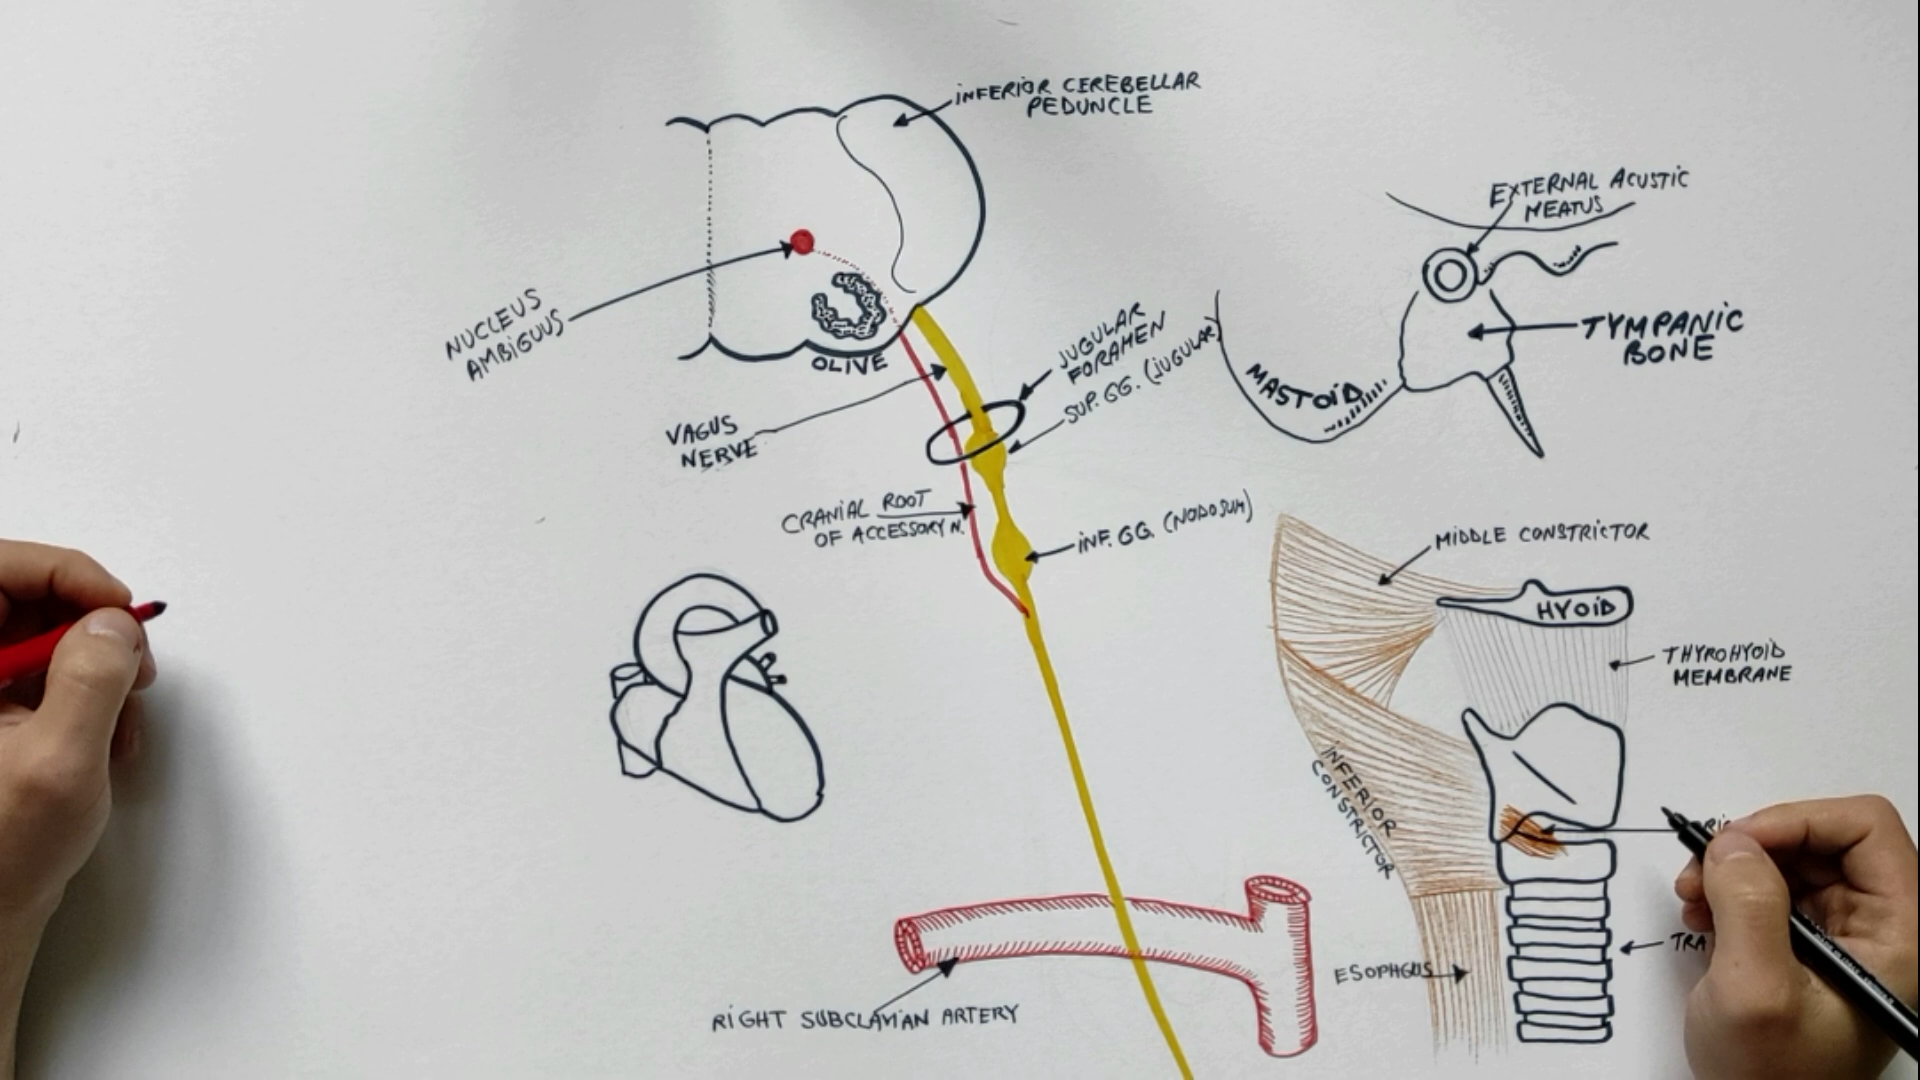 INFERIOR CEREBELLAR
PEDUNCLE
EXTERNAL ACUSTIC
MEATUS
NUCLEUS
AMBIGUUS
OLIVE
JUGULAR
FORAMEN
SUP. GG. (JUGULAR)
MASTOID
TYMPANIC
BONE
VAGUS
NERVE
CRANIAL ROOT
OF ACCESSORY N.
INF. GG. (NODOSUM)
MIDDLE CONSTRICTOR
HYOID
THYROHYOID
MEMBRANE
INFERIOR
CONSTRICTOR
ESOPHGUS
TRA
RIGHT SUBCLAVIAN ARTERY